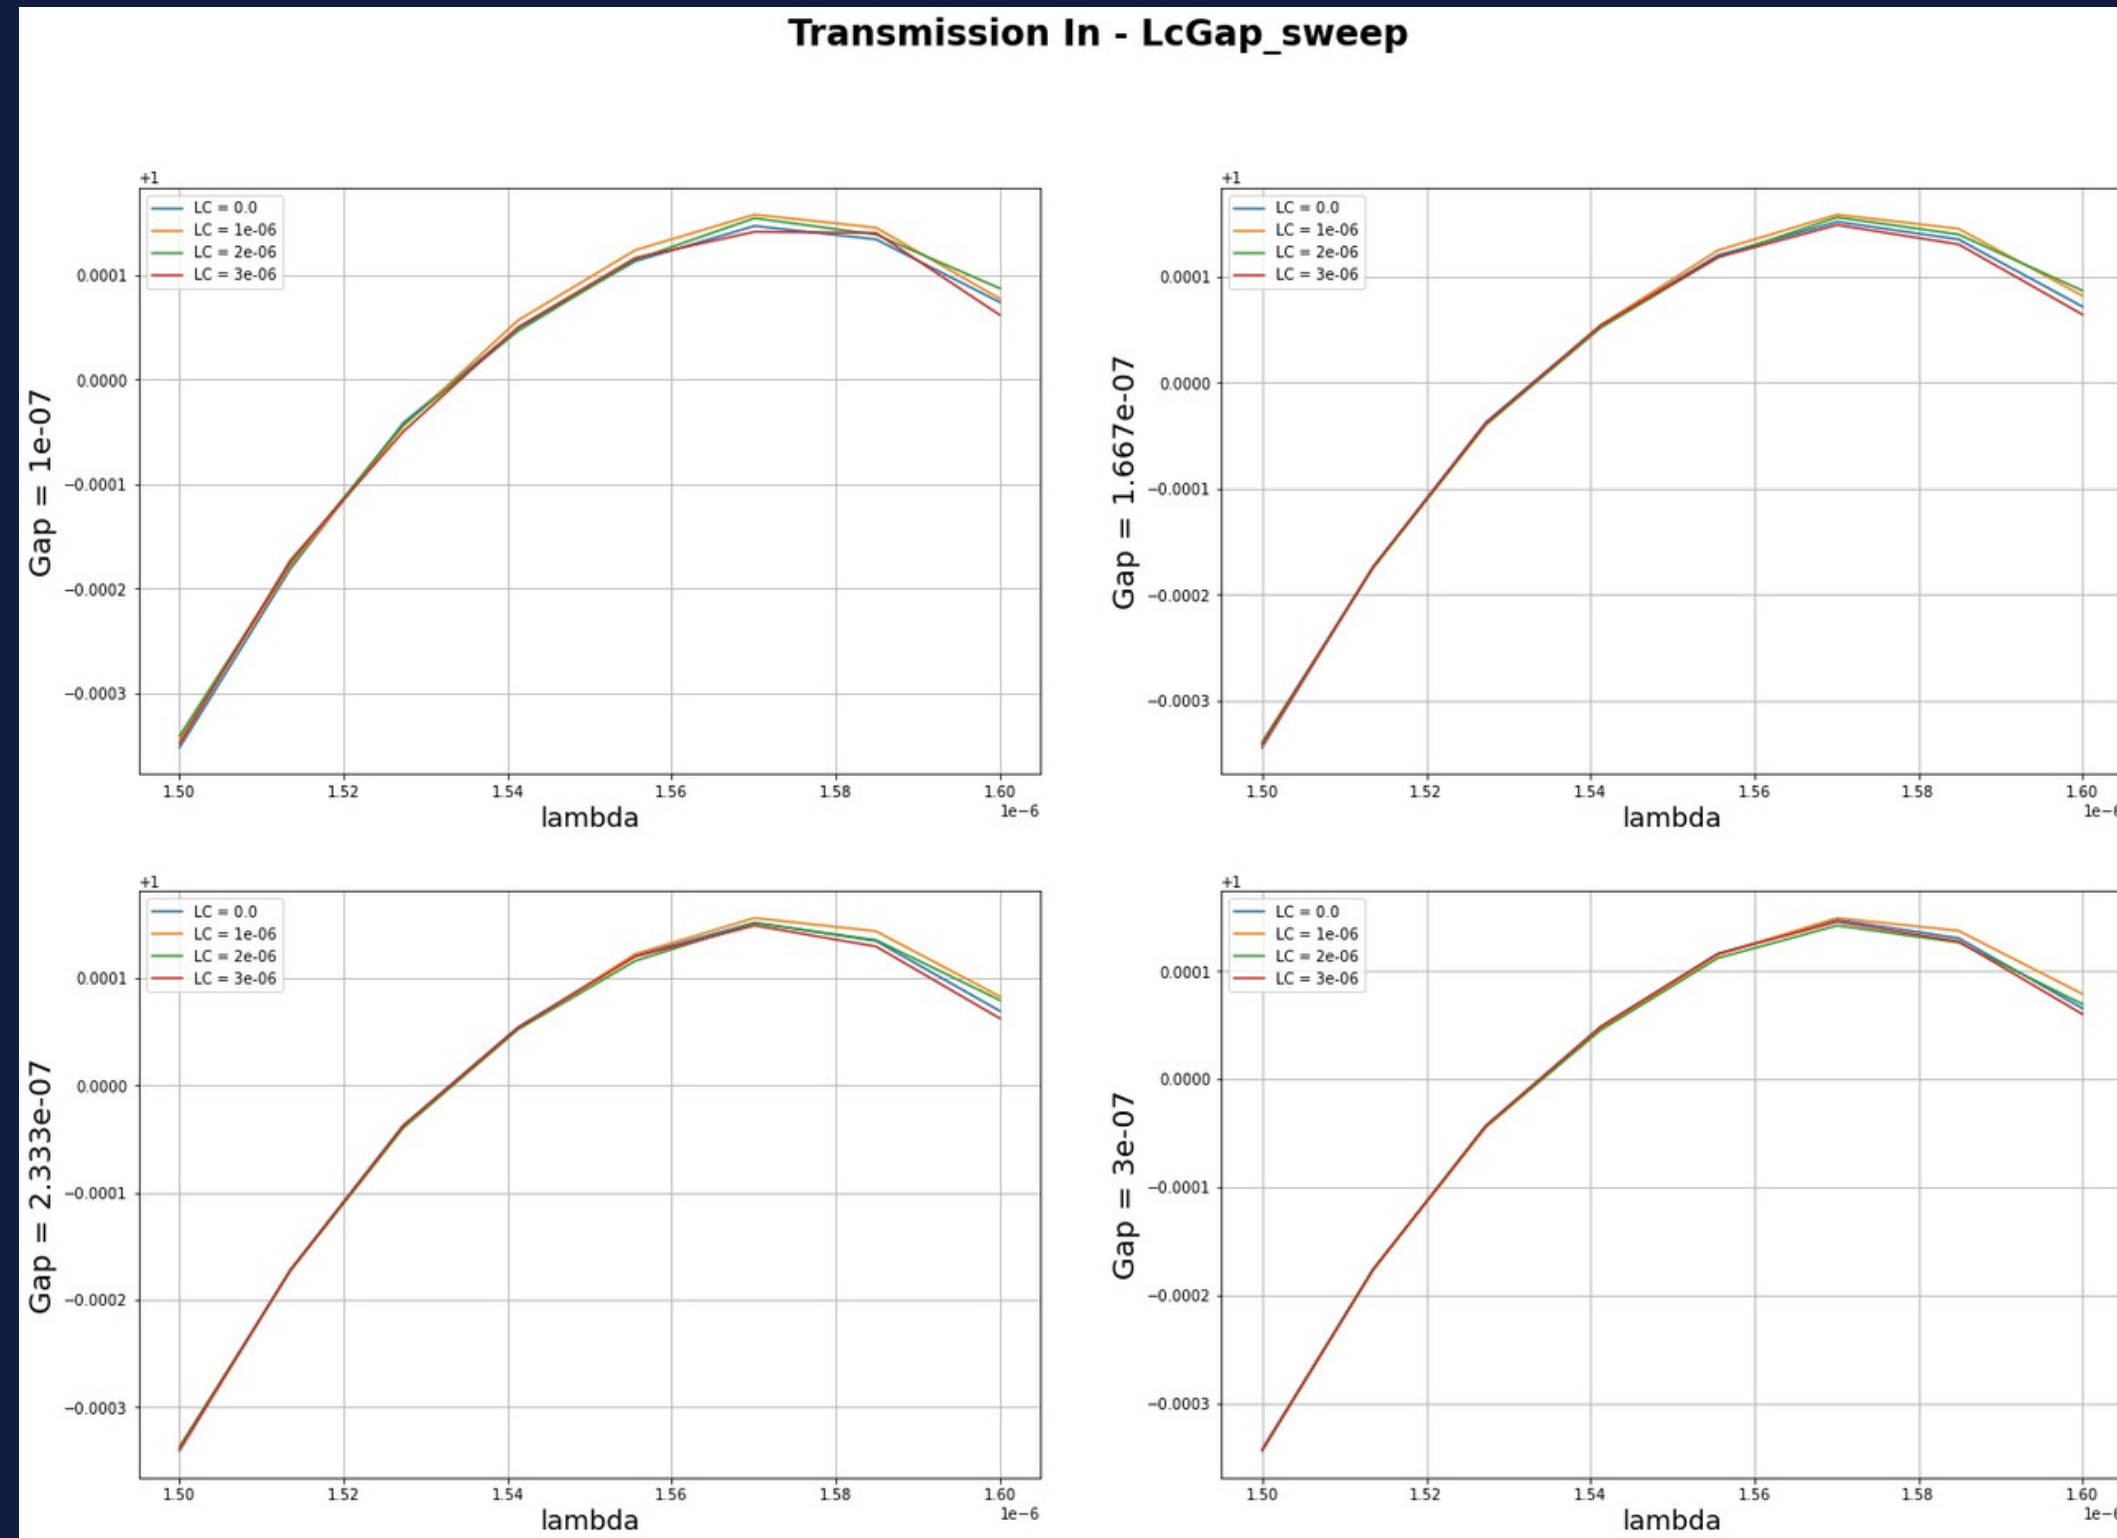 Transmission In - LcGap_sweep
+1
LC = 0.0
LC = 1e-06
LC = 2e-06
LC = 3e-06
0.0001
0.0000
−0.0001
−0.0002
−0.0003
Gap = 1e-07
1.50 1.52 1.54 1.56 1.58 1.60
1e−6
lambda
+1
LC = 0.0
LC = 1e-06
LC = 2e-06
LC = 3e-06
0.0001
0.0000
−0.0001
−0.0002
−0.0003
Gap = 1.667e-07
1.50 1.52 1.54 1.56 1.58 1.60
1e−6
lambda
+1
LC = 0.0
LC = 1e-06
LC = 2e-06
LC = 3e-06
0.0001
0.0000
−0.0001
−0.0002
−0.0003
Gap = 2.333e-07
1.50 1.52 1.54 1.56 1.58 1.60
1e−6
lambda
+1
LC = 0.0
LC = 1e-06
LC = 2e-06
LC = 3e-06
0.0001
0.0000
−0.0001
−0.0002
−0.0003
Gap = 3e-07
1.50 1.52 1.54 1.56 1.58 1.60
1e−6
lambda